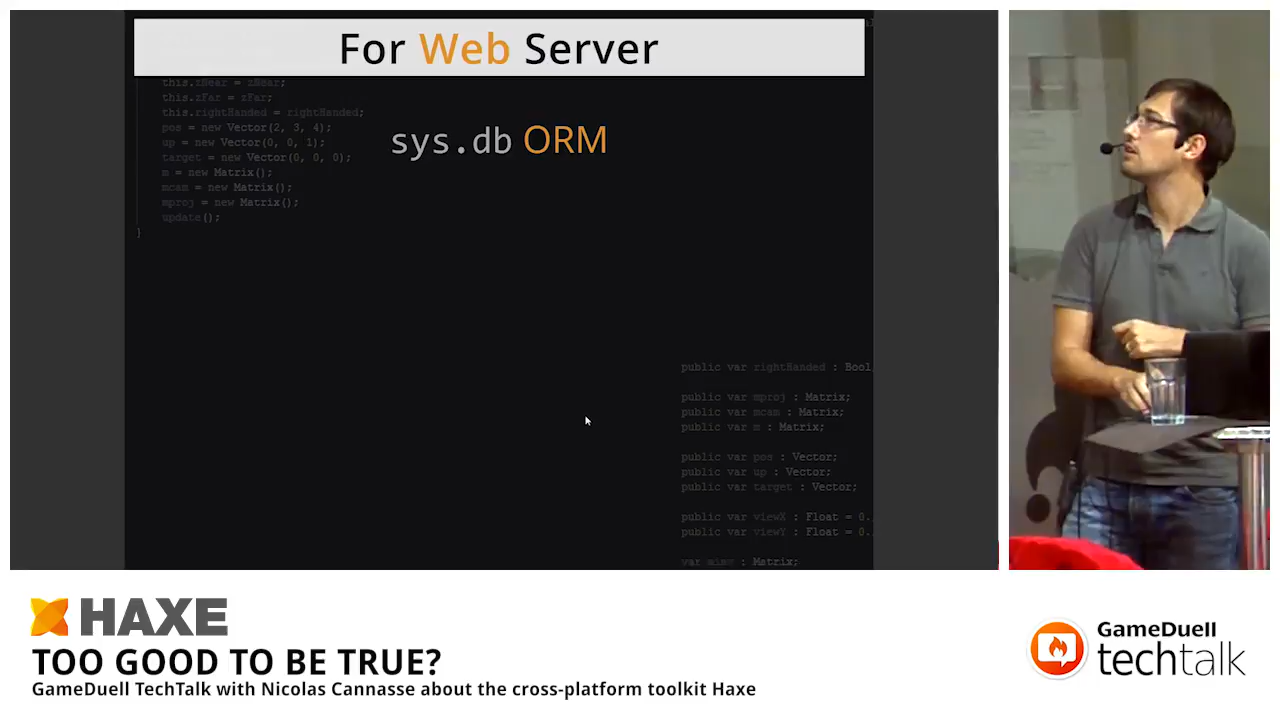 For Web Server
this.zNear = zNear;
this.zFar = zFar;
this.rightHanded = rightHanded;
pos = new Vector(2, 3, 4);
up = new Vector(0, 0, 1);
target = new Vector(0, 0, 0);
m = new Matrix();
mcam = new Matrix();
mproj = new Matrix();
update();
}
sys.db ORM
public var rightHanded : Bool
public var mproj : Matrix;
public var mcam : Matrix;
public var m : Matrix;
public var pos : Vector;
public var up : Vector;
public var target : Vector;
public var viewX : Float = 0.
public var viewY : Float = 0.
var : Matrix;
HAXE
TOO GOOD TO BE TRUE?
GameDuell TechTalk with Nicolas Cannasse about the cross-platform toolkit Haxe
GameDuell
techtalk